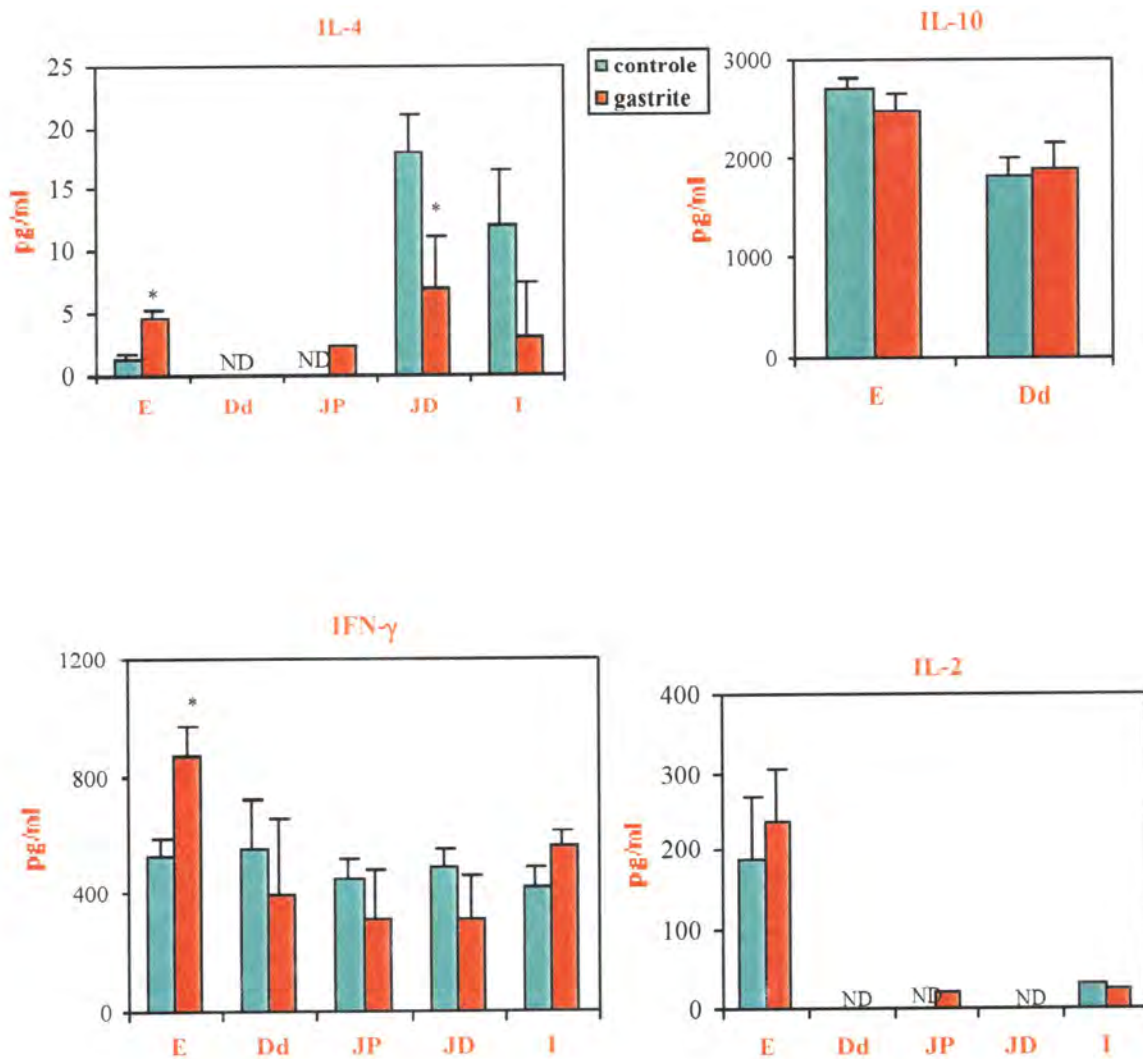 IL-4
25
20
15
10
5
0
pg/ml
*
ND
ND
*
E Dd JP JD I
controle
gastrite
IL-10
3000
2000
1000
0
pg/ml
E Dd
IFN-γ
1200
800
400
0
pg/ml
*
E Dd JP JD I
IL-2
400
300
200
100
0
pg/ml
ND ND ND
E Dd JP JD I